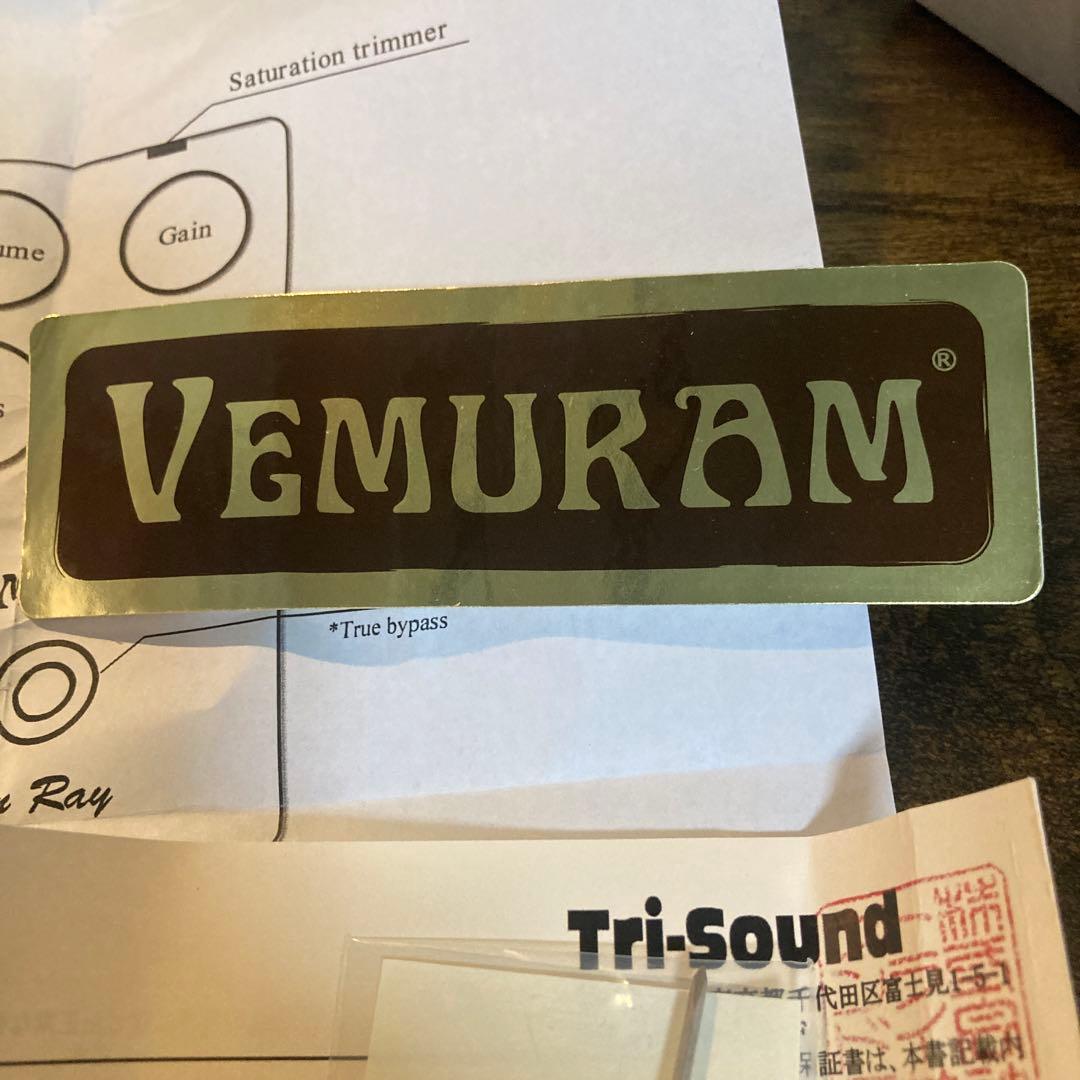 Saturation trimmer
Gain
ume
s
VEMURAM®
*True bypass
Ray
Tri-Sound
千代田区富士見1-5-1
保証書は、本書記載内